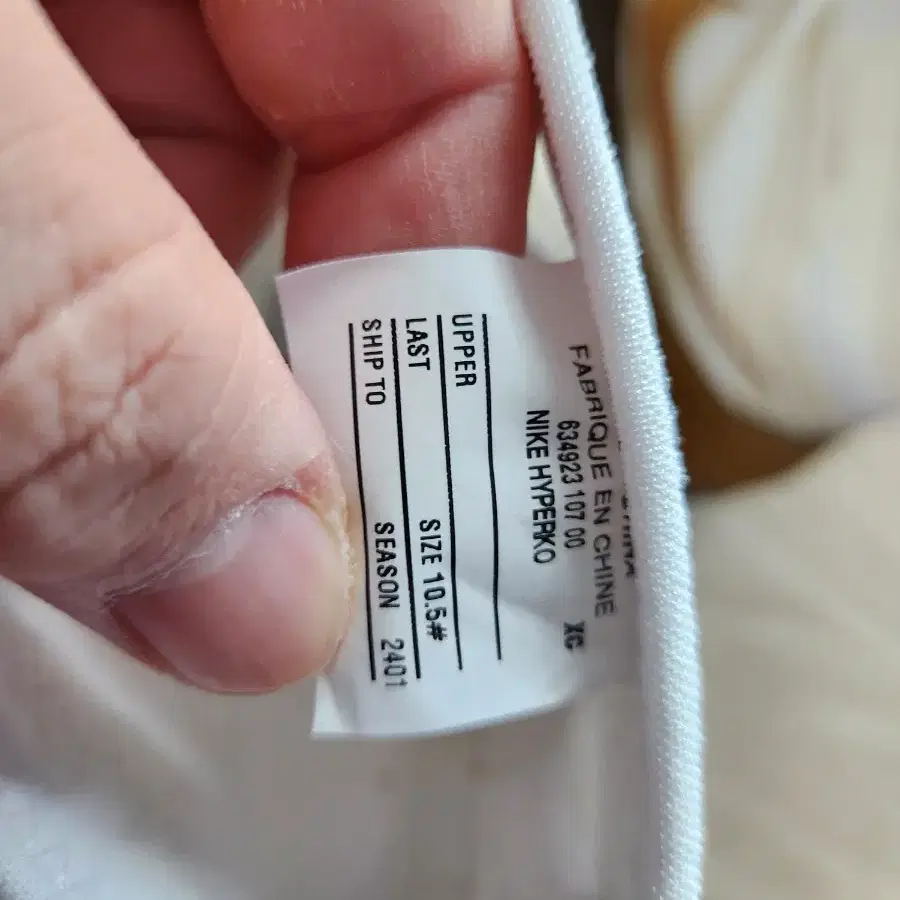 FABRIQUE EN CHINE
634923 107 00 XC
NIKE HYPERKO
UPPER
LAST SIZE 10.5#
SHIP TO SEASON 2401